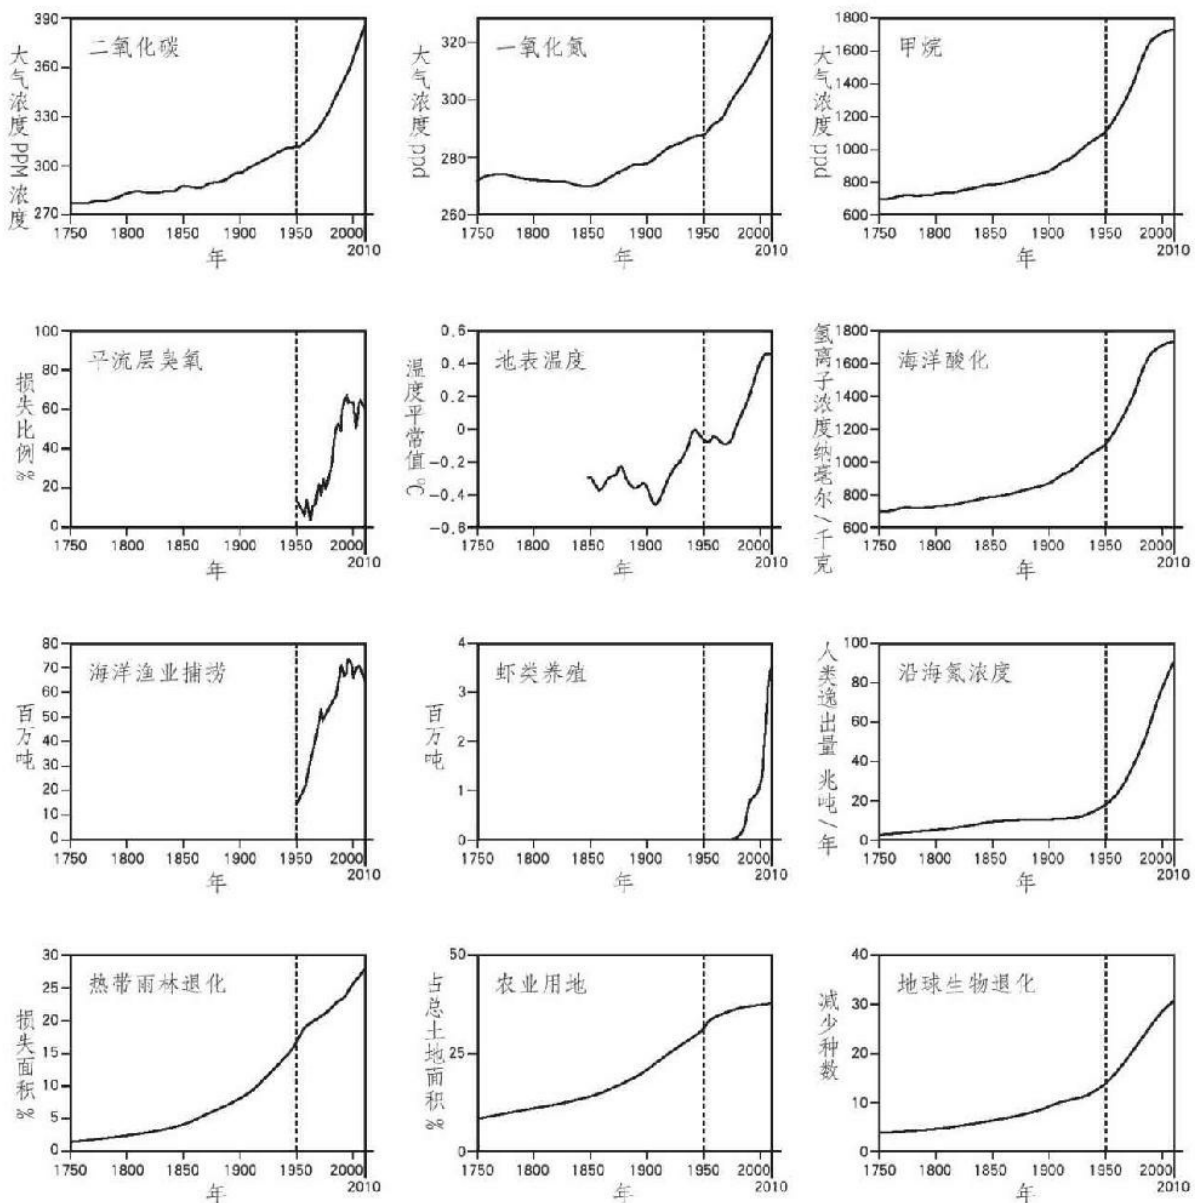 二氧化碳
大气浓度 PPM 浓度
390
360
330
300
270
1750 1800 1850 1900 1950 2000
2010
年
一氧化氮
大气浓度 ppd
320
300
280
260
1750 1800 1850 1900 1950 2000
2010
年
甲烷
大气浓度 ppd
1800
1600
1400
1200
1000
800
600
1750 1800 1850 1900 1950 2000
2010
年
平流层臭氧
损失比例 %
100
80
60
40
20
0
1750 1800 1850 1900 1950 2000
2010
年
地表温度
温度平常值 ℃
0.6
0.4
0.2
0
-0.2
-0.4
-0.6
1750 1800 1850 1900 1950 2000
2010
年
海洋酸化
氢离子浓度纳毫尔/千克
1800
1600
1400
1200
1000
800
600
1750 1800 1850 1900 1950 2000
2010
年
海洋渔业捕捞
百万吨
80
70
60
50
40
30
20
10
0
1750 1800 1850 1900 1950 2000
2010
年
虾类养殖
百万吨
4
3
2
1
0
1750 1800 1850 1900 1950 2000
2010
年
沿海氮浓度
人类逸出量 兆吨/年
100
80
60
40
20
0
1750 1800 1850 1900 1950 2000
2010
年
热带雨林退化
损失面积 %
30
25
20
15
10
5
0
1750 1800 1850 1900 1950 2000
2010
年
农业用地
占总土地面积 %
50
25
0
1750 1800 1850 1900 1950 2000
2010
年
地球生物退化
减少种数
40
30
20
10
0
1750 1800 1850 1900 1950 2000
2010
年